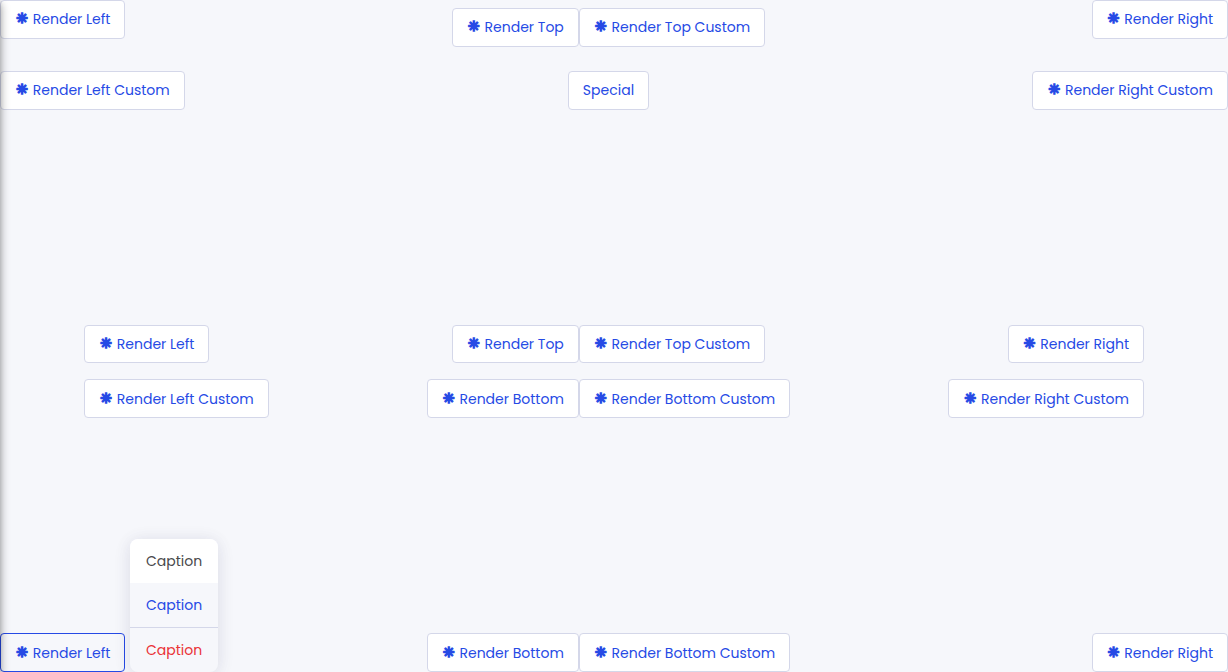 Render Left
Render Top
Render Top Custom
Render Right
Render Left Custom
Special
Render Right Custom
Render Left
Render Top
Render Top Custom
Render Right
Render Left Custom
Render Bottom
Render Bottom Custom
Render Right Custom
Caption
Caption
Caption
Render Left
Render Bottom
Render Bottom Custom
Render Right